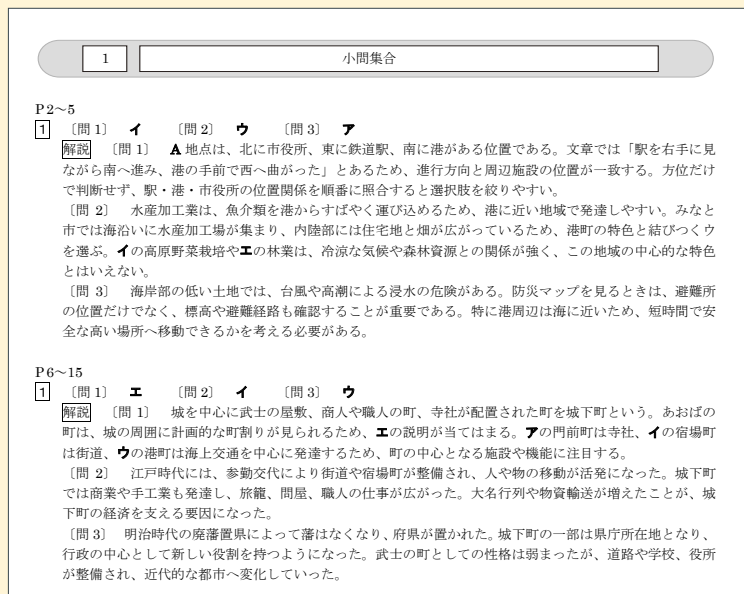 1 小問集合
P2～5
1 〔問1〕 イ 〔問2〕 ウ 〔問3〕 ア
解説 〔問1〕 A地点は、北に市役所、東に鉄道駅、南に港がある位置である。文章では「駅を右手に見
ながら南へ進み、港の手前で西へ曲がった」とあるため、進行方向と周辺施設の位置が一致する。方位だけ
で判断せず、駅・港・市役所の位置関係を順番に照合すると選択肢を絞りやすい。
〔問2〕 水産加工業は、魚介類を港からすばやく運び込めるため、港に近い地域で発達しやすい。みなと
市では海沿いに水産加工場が集まり、内陸部には住宅地と畑が広がっているため、港町の特色と結びつくウ
を選ぶ。イの高原野菜栽培やエの林業は、冷涼な気候や森林資源との関係が強く、この地域の中心的な特色
とはいえない。
〔問3〕 海岸部の低い土地では、台風や高潮による浸水の危険がある。防災マップを見るときは、避難所
の位置だけでなく、標高や避難経路も確認することが重要である。特に港周辺は海に近いため、短時間で安
全な高い場所へ移動できるかを考える必要がある。
P6～15
1 〔問1〕 エ 〔問2〕 イ 〔問3〕 ウ
解説 〔問1〕 城を中心に武士の屋敷、商人や職人の町、寺社が配置された町を城下町という。あおばの
町は、城の周囲に計画的な町割りが見られるため、エの説明が当てはまる。アの門前町は寺社、イの宿場町
は街道、ウの港町は海上交通を中心に発達するため、町の中心となる施設や機能に注目する。
〔問2〕 江戸時代には、参勤交代により街道や宿場町が整備され、人や物の移動が活発になった。城下町
では商業や手工業も発達し、旅籠、問屋、職人の仕事が広がった。大名行列や物資輸送が増えたことが、城
下町の経済を支える要因になった。
〔問3〕 明治時代の廃藩置県によって藩はなくなり、府県が置かれた。城下町の一部は県庁所在地となり、
行政の中心として新しい役割を持つようになった。武士の町としての性格は弱まったが、道路や学校、役所
が整備され、近代的な都市へ変化していった。